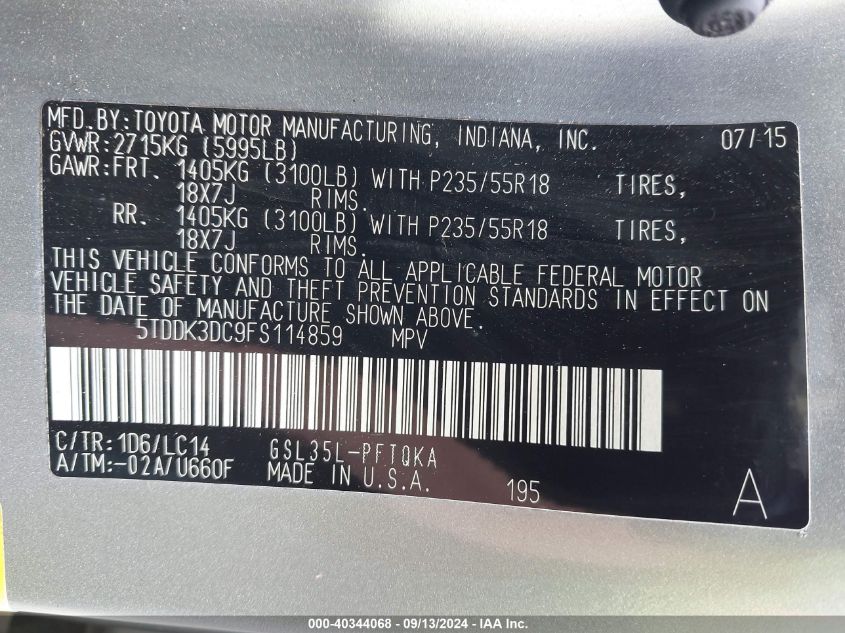 MFD. BY: TOYOTA MOTOR MANUFACTURING, INDIANA, INC. 07/15
GVWR: 2715KG (5995LB)
GAWR: FRT. 1405KG (3100LB) WITH P235/55R18 TIRES,
18X7J RIMS.
RR. 1405KG (3100LB) WITH P235/55R18 TIRES,
18X7J RIMS.
THIS VEHICLE CONFORMS TO ALL APPLICABLE FEDERAL MOTOR
VEHICLE SAFETY AND THEFT PREVENTION STANDARDS IN EFFECT ON
THE DATE OF MANUFACTURE SHOWN ABOVE.
5TDDK3DC9FS114859 MPV
C/TR: 1D6/LC14 GSL35L-PFTQKA
A/TM: -02A/U660F MADE IN U.S.A. 195 A
000-40344068 - 09/13/2024 - IAA Inc.